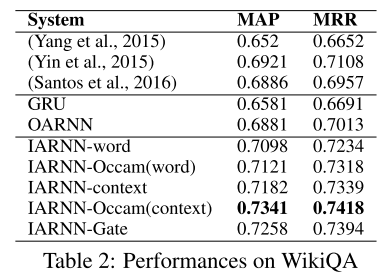 System MAP MRR
(Yang et al., 2015) 0.652 0.6652
(Yin et al., 2015) 0.6921 0.7108
(Santos et al., 2016) 0.6886 0.6957
GRU 0.6581 0.6691
OARNN 0.6881 0.7013
IARNN-word 0.7098 0.7234
IARNN-Occam(word) 0.7121 0.7318
IARNN-context 0.7182 0.7339
IARNN-Occam(context) 0.7341 0.7418
IARNN-Gate 0.7258 0.7394
Table 2: Performances on WikiQA